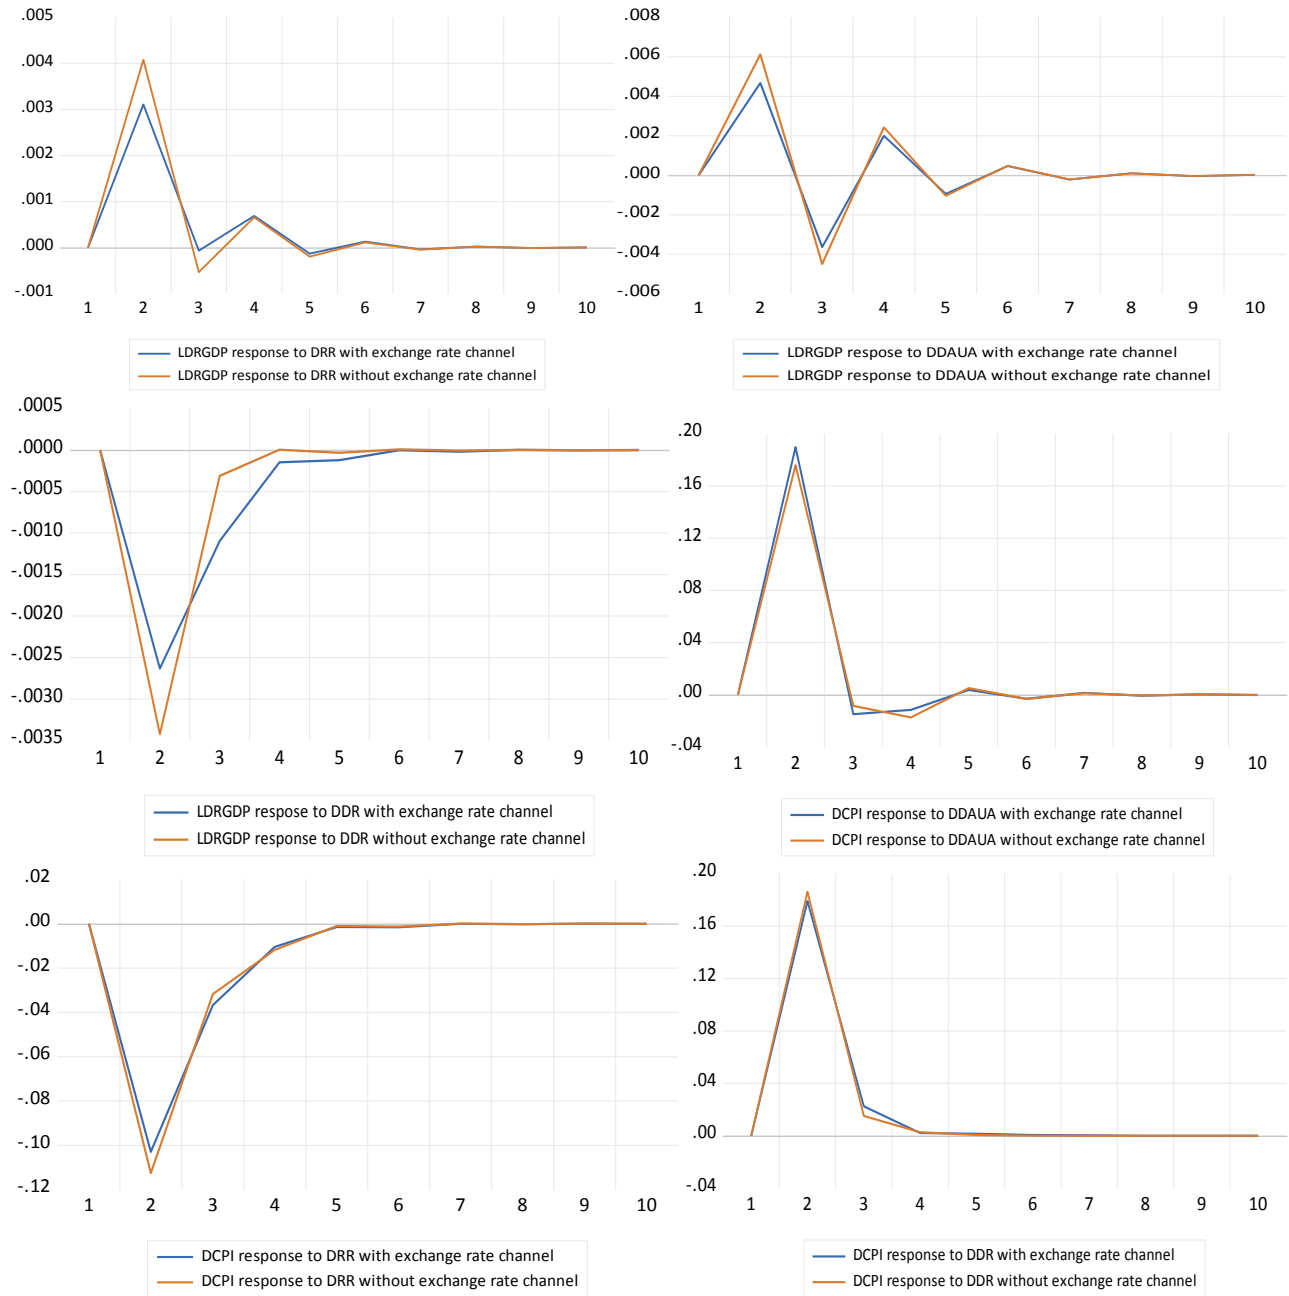 .005
.004
.003
.002
.001
.000
-.001
1 2 3 4 5 6 7 8 9 10
LDRGDP response to DRR with exchange rate channel
LDRGDP response to DRR without exchange rate channel
.008
.006
.004
.002
.000
-.002
-.004
-.006
1 2 3 4 5 6 7 8 9 10
LDRGDP respose to DDAUA with exchange rate channel
LDRGDP response to DDAUA without exchange rate channel
.0005
.0000
-.0005
-.0010
-.0015
-.0020
-.0025
-.0030
-.0035
1 2 3 4 5 6 7 8 9 10
LDRGDP respose to DDR with exchange rate channel
LDRGDP response to DDR without exchange rate channel
.20
.16
.12
.08
.04
.00
-.04
1 2 3 4 5 6 7 8 9 10
DCPI response to DDAUA with exchange rate channel
DCPI response to DDAUA without exchange rate channel
.02
.00
-.02
-.04
-.06
-.08
-.10
-.12
1 2 3 4 5 6 7 8 9 10
DCPI response to DRR with exchange rate channel
DCPI response to DRR without exchange rate channel
.20
.16
.12
.08
.04
.00
-.04
1 2 3 4 5 6 7 8 9 10
DCPI response to DDR with exchange rate channel
DCPI response to DDR without exchange rate channel